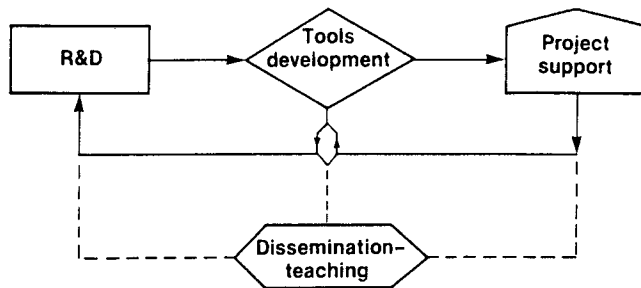 R&D
Tools
development
Project
support
Dissemination–
teaching